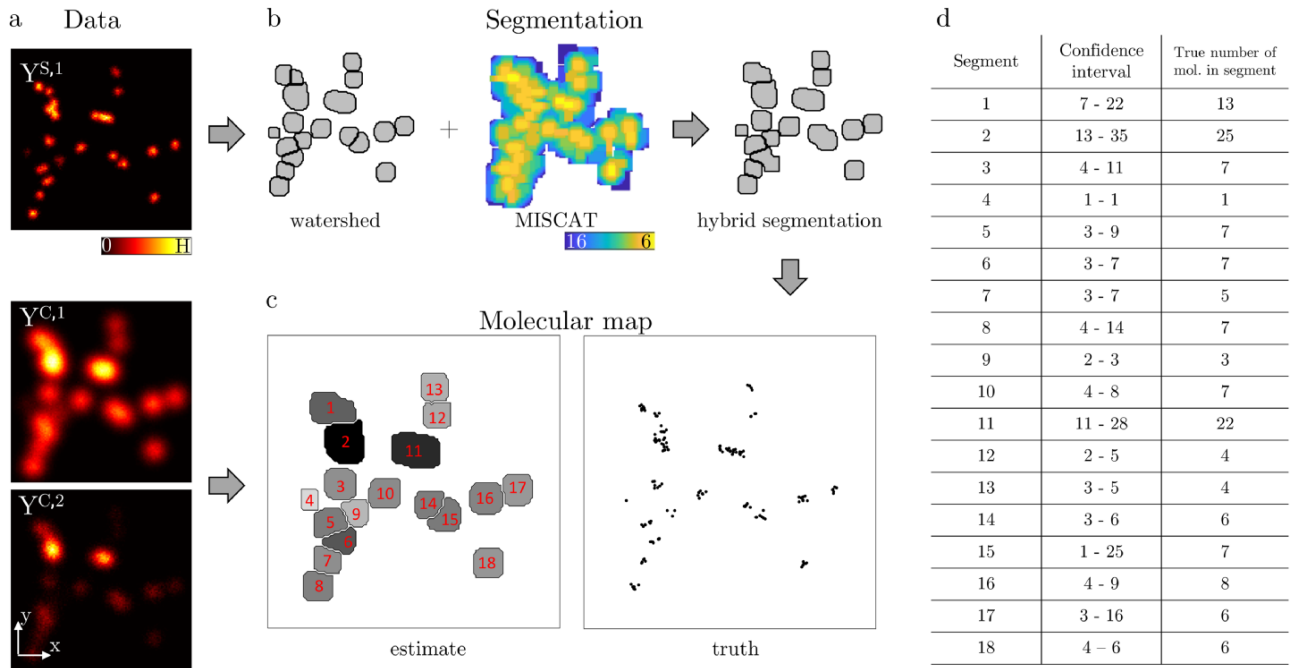 a Data
Y^S,1
0 H
Y^C,1
Y^C,2
y
x
b Segmentation
+
watershed
MISCAT
16 6
hybrid segmentation
c Molecular map
1
2
3
4
5
6
7
8
9
10
11
12
13
14
15
16
17
18
estimate
truth
d
Segment Confidence interval True number of mol. in segment
1 7 - 22 13
2 13 - 35 25
3 4 - 11 7
4 1 - 1 1
5 3 - 9 7
6 3 - 7 7
7 3 - 7 5
8 4 - 14 7
9 2 - 3 3
10 4 - 8 7
11 11 - 28 22
12 2 - 5 4
13 3 - 5 4
14 3 - 6 6
15 1 - 25 7
16 4 - 9 8
17 3 - 16 6
18 4 – 6 6